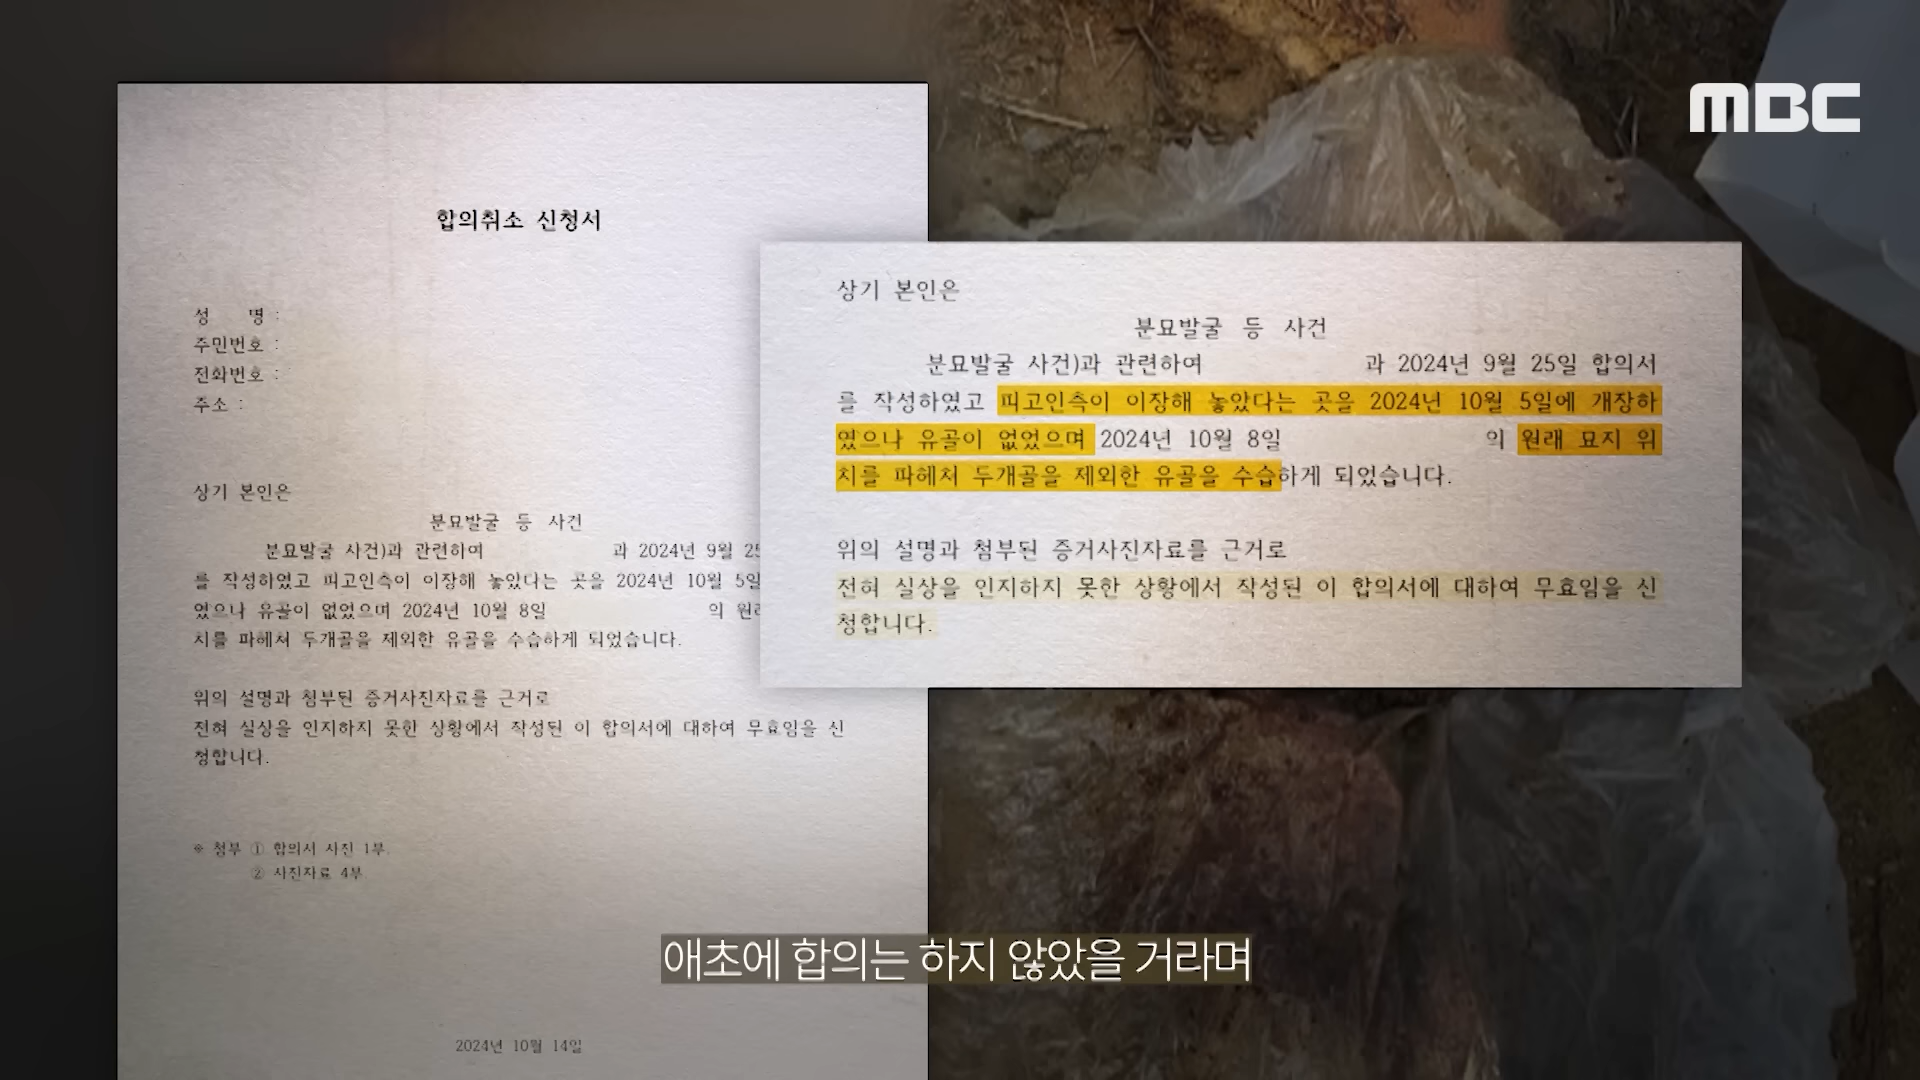 MBC
합의취소 신청서
성 명 :
주민번호 :
전화번호 :
주소 :
상기 본인은
분묘발굴 등 사건
분묘발굴 사건)과 관련하여 과 2024년 9월 25
를 작성하였고 피고인측이 이장해 놓았다는 곳을 2024년 10월 5일
였으나 유골이 없었으며 2024년 10월 8일 의 원래
치를 파헤쳐 두개골을 제외한 유골을 수습하게 되었습니다.
위의 설명과 첨부된 증거사진자료를 근거로
전혀 실상을 인지하지 못한 상황에서 작성된 이 합의서에 대하여 무효임을 신
청합니다.
※ 첨부 ① 합의서 사진 1부.
② 사진자료 4부
2024년 10월 14일
상기 본인은
분묘발굴 등 사건
분묘발굴 사건)과 관련하여 과 2024년 9월 25일 합의서
를 작성하였고 피고인측이 이장해 놓았다는 곳을 2024년 10월 5일에 개장하
였으나 유골이 없었으며 2024년 10월 8일 의 원래 묘지 위
치를 파헤쳐 두개골을 제외한 유골을 수습하게 되었습니다.
위의 설명과 첨부된 증거사진자료를 근거로
전혀 실상을 인지하지 못한 상황에서 작성된 이 합의서에 대하여 무효임을 신
청합니다.
애초에 합의는 하지 않았을 거라며